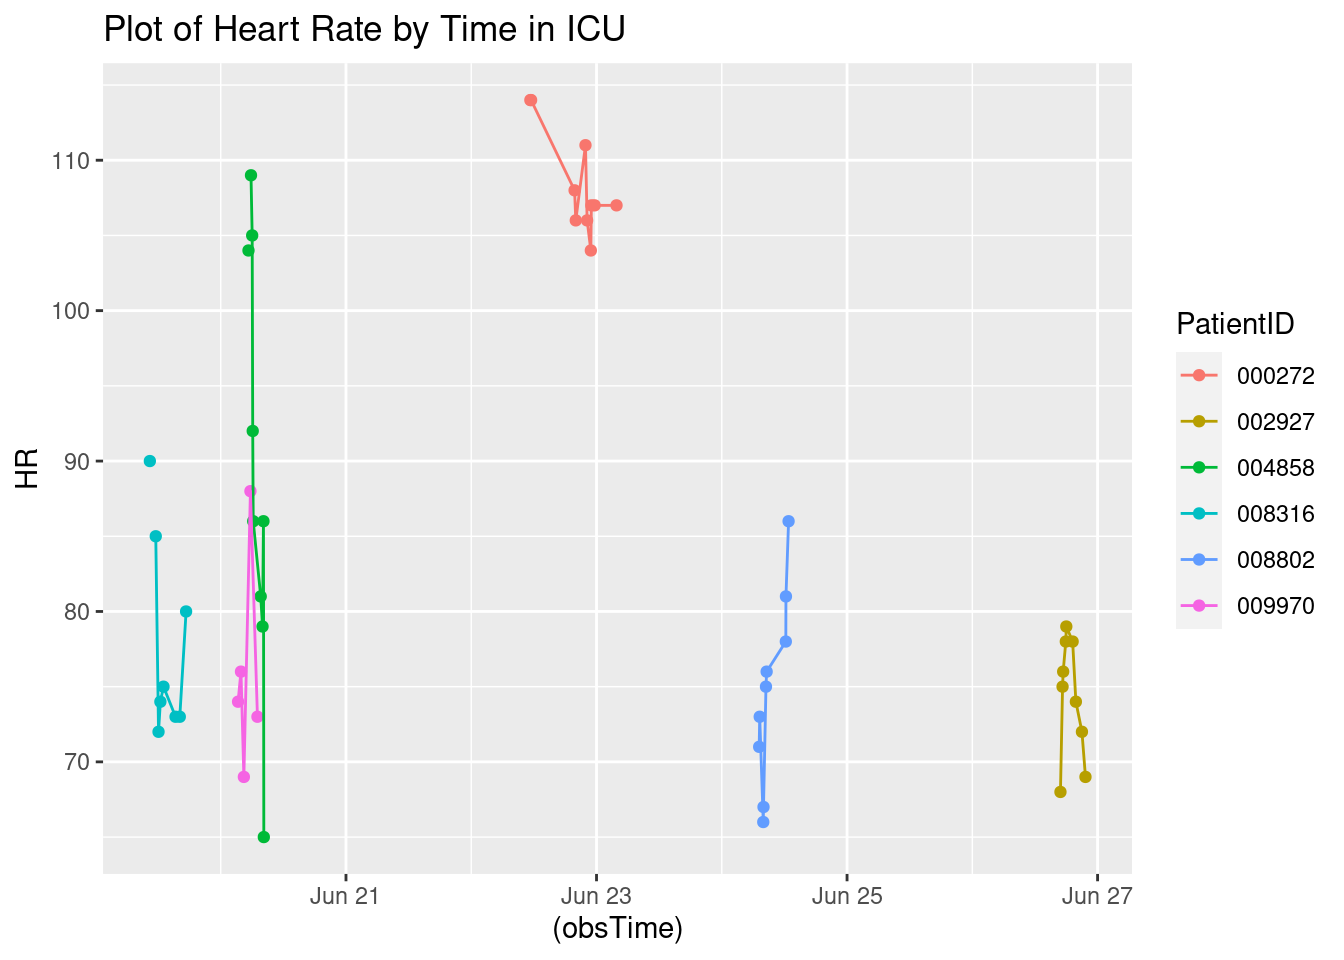 Plot of Heart Rate by Time in ICU
HR
110
100
90
80
70
Jun 21
Jun 23
Jun 25
Jun 27
(obsTime)
PatientID
000272
002927
004858
008316
008802
009970